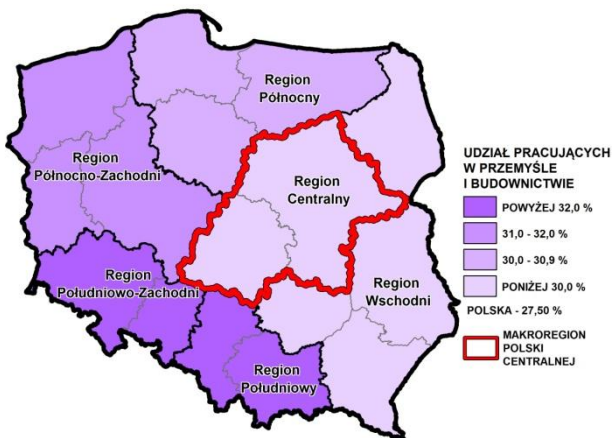 Region
Północny
Region
Północno-Zachodni
Region
Centralny
Region
Południowo-Zachodni
Region
Wschodni
Region
Południowy
UDZIAŁ PRACUJĄCYCH
W PRZEMYŚLE
I BUDOWNICTWIE
POWYŻEJ 32,0 %
31,0 - 32,0 %
30,0 - 30,9 %
PONIŻEJ 30,0 %
POLSKA - 27,50 %
MAKROREGION
POLSKI
CENTRALNEJ